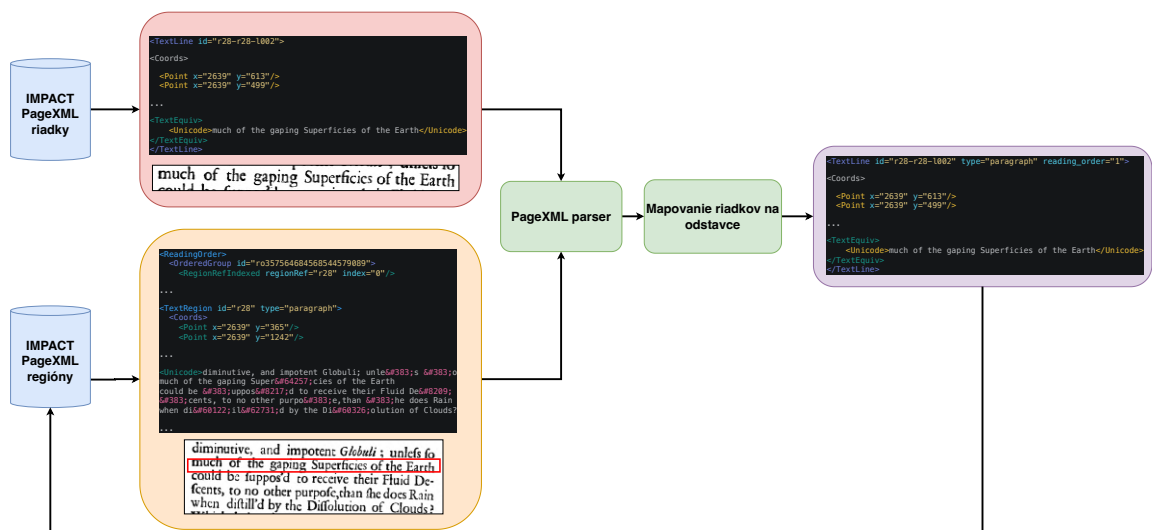 IMPACT
PageXML
riadky
<TextLine id="r28-r28-l002">
<Coords>
<Point x="2639" y="613"/>
<Point x="2639" y="499"/>
...
<TextEquiv>
<Unicode>much of the gaping Superficies of the Earth</Unicode>
</TextEquiv>
</TextLine>
much of the gaping Superficies of the Earth
IMPACT
PageXML
regióny
<ReadingOrder>
<OrderedGroup id="ro357564684568544579089">
<RegionRefIndexed regionRef="r28" index="0"/>
...
<TextRegion id="r28" type="paragraph">
<Coords>
<Point x="2639" y="365"/>
<Point x="2639" y="1242"/>
...
<Unicode>diminutive, and impotent Globuli; unle&#383;s &#383;o
much of the gaping Super&#64257;cies of the Earth
could be &#383;uppos&#8217;d to receive their Fluid De&#8209;
&#383;cents, to no other purpo&#383;e,than &#383;he does Rain
when di&#60122;il&#62731;d by the Di&#60326;olution of Clouds?
...
diminutive, and impotent Globuli ; unleſs ſo
much of the gaping Superficies of the Earth
could be ſuppos'd to receive their Fluid De-
ſcents, to no other purpoſe,than ſhe does Rain
when diſtill'd by the Diſſolution of Clouds?
PageXML parser
Mapovanie riadkov na
odstavce
<TextLine id="r28-r28-l002" type="paragraph" reading_order="1">
<Coords>
<Point x="2639" y="613"/>
<Point x="2639" y="499"/>
...
<TextEquiv>
<Unicode>much of the gaping Superficies of the Earth</Unicode>
</TextEquiv>
</TextLine>